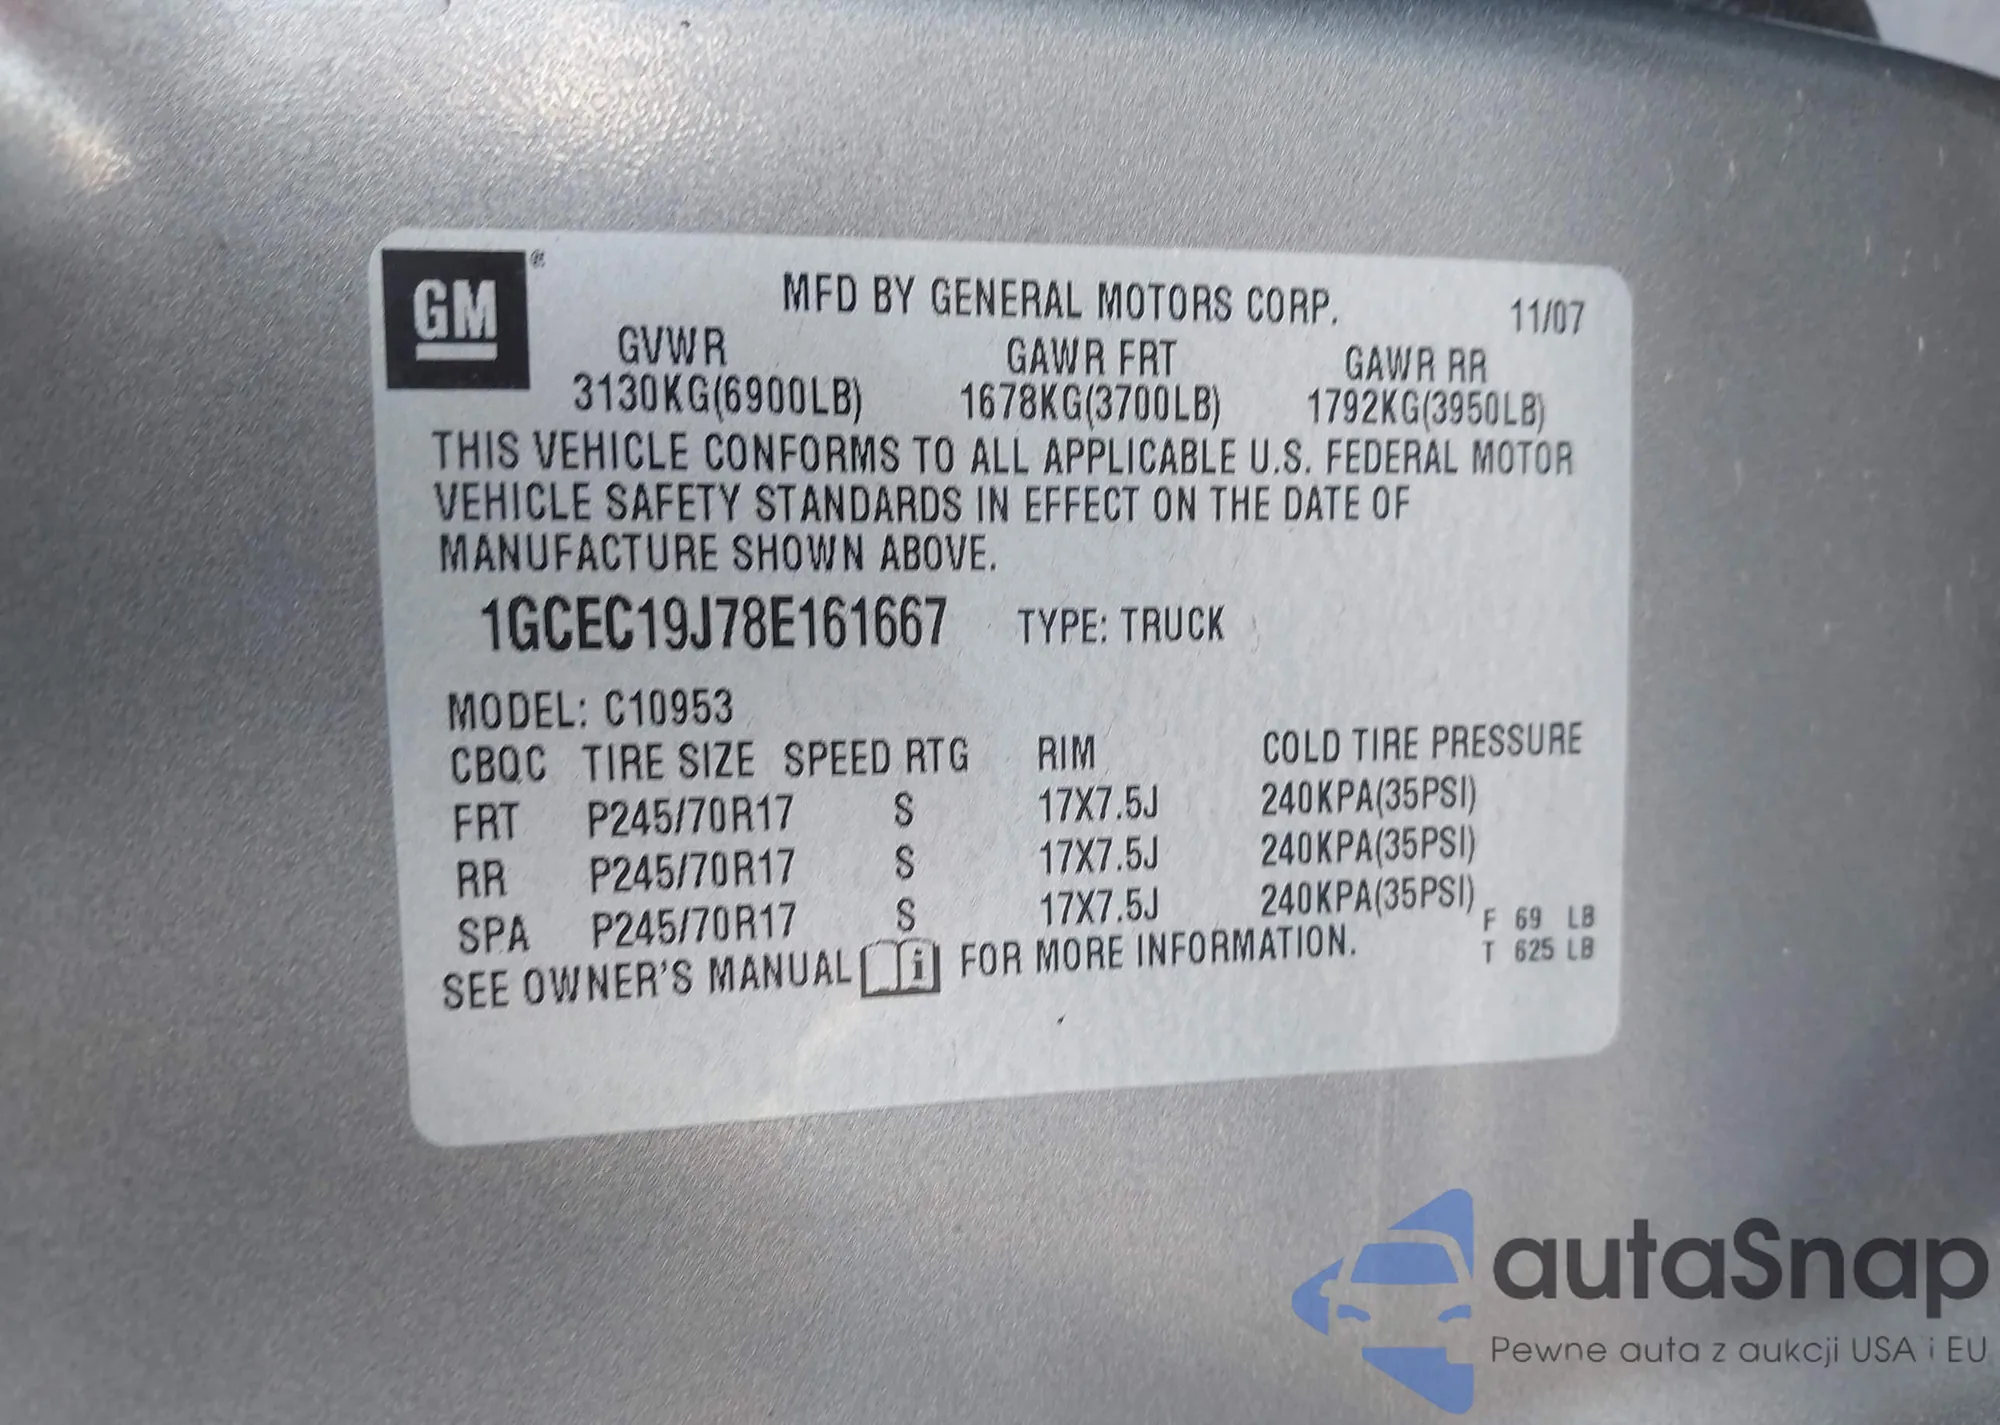 GM®
MFD BY GENERAL MOTORS CORP. 11/07
GVWR GAWR FRT GAWR RR
3130KG(6900LB) 1678KG(3700LB) 1792KG(3950LB)
THIS VEHICLE CONFORMS TO ALL APPLICABLE U.S. FEDERAL MOTOR
VEHICLE SAFETY STANDARDS IN EFFECT ON THE DATE OF
MANUFACTURE SHOWN ABOVE.
1GCEC19J78E161667 TYPE: TRUCK
MODEL: C10953
CBQC TIRE SIZE SPEED RTG RIM COLD TIRE PRESSURE
FRT P245/70R17 S 17X7.5J 240KPA(35PSI)
RR P245/70R17 S 17X7.5J 240KPA(35PSI)
SPA P245/70R17 S 17X7.5J 240KPA(35PSI)
F 69 LB
T 625 LB
SEE OWNER'S MANUAL i FOR MORE INFORMATION.
autaSnap
Pewne auta z aukcji USA i EU